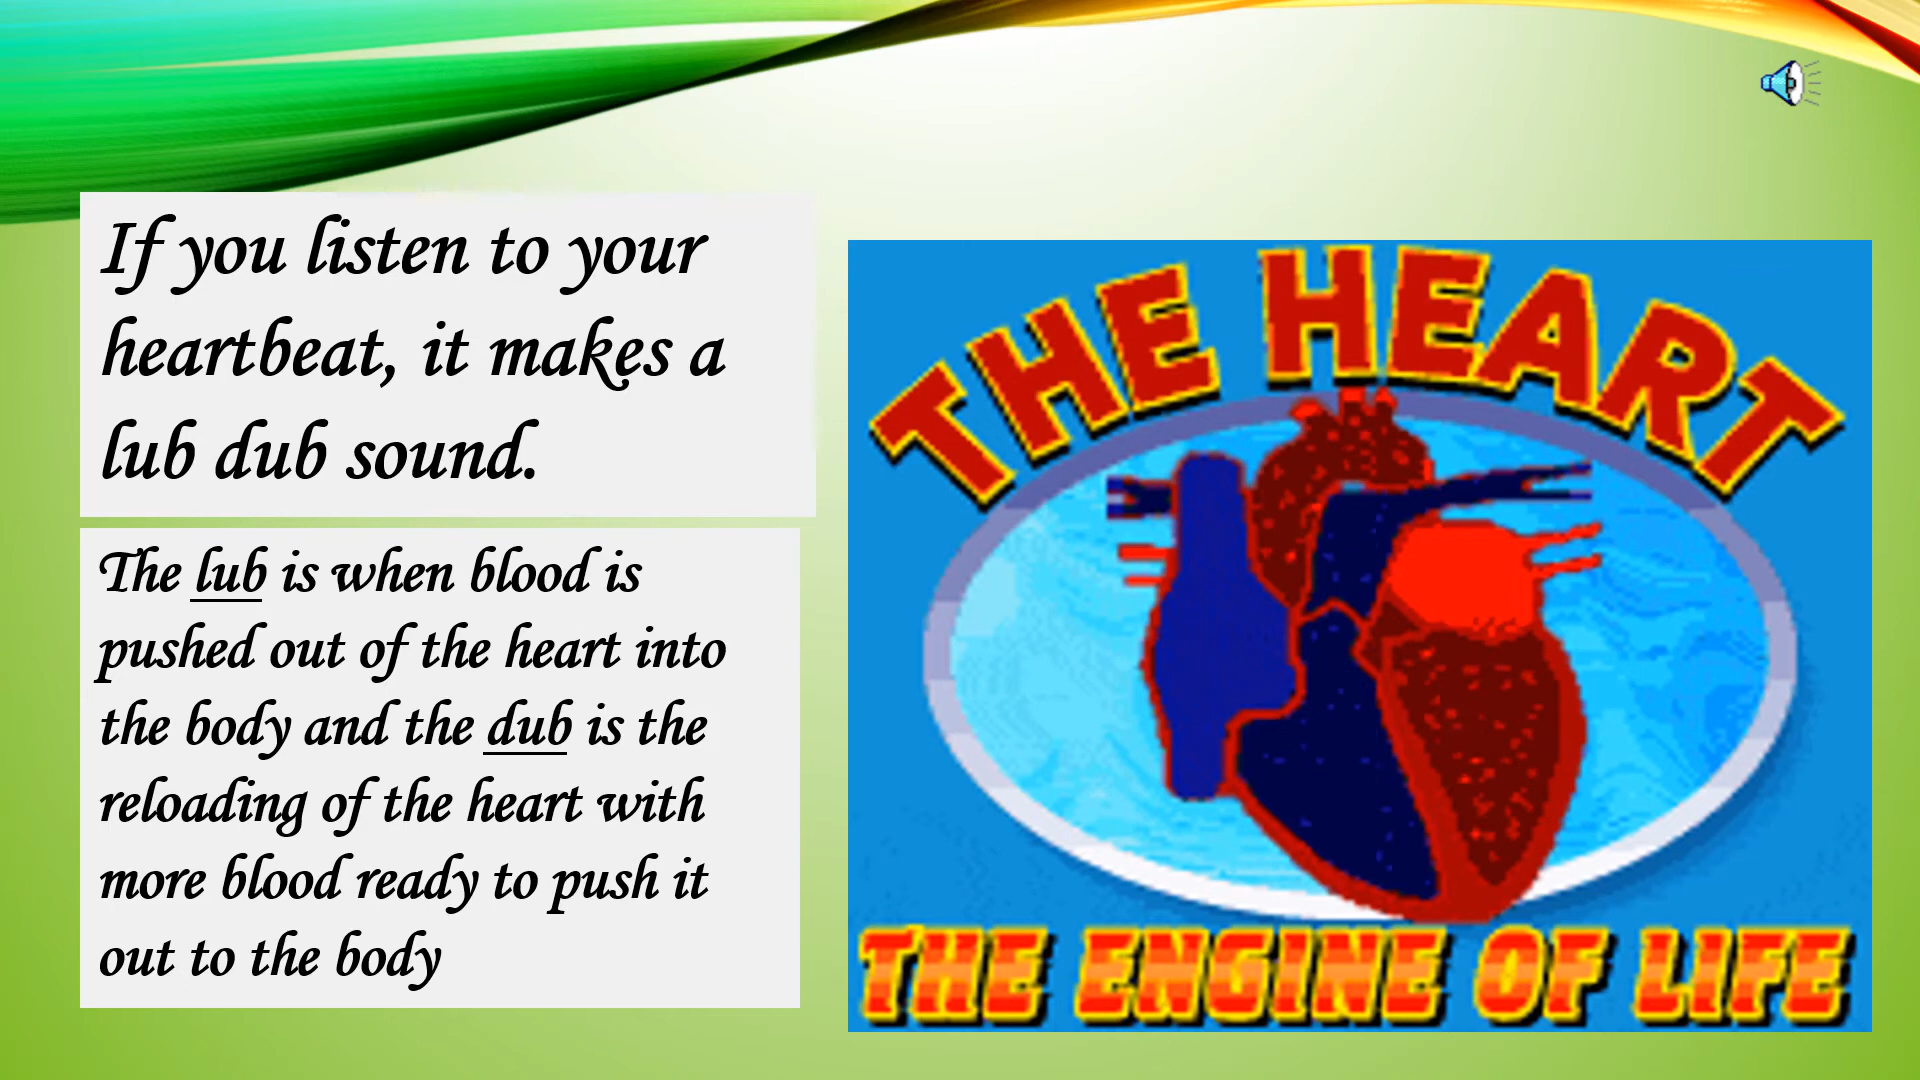 If you listen to your
heartbeat, it makes a
lub dub sound.
The lub is when blood is
pushed out of the heart into
the body and the dub is the
reloading of the heart with
more blood ready to push it
out to the body
THE HEART
THE ENGINE OF LIFE